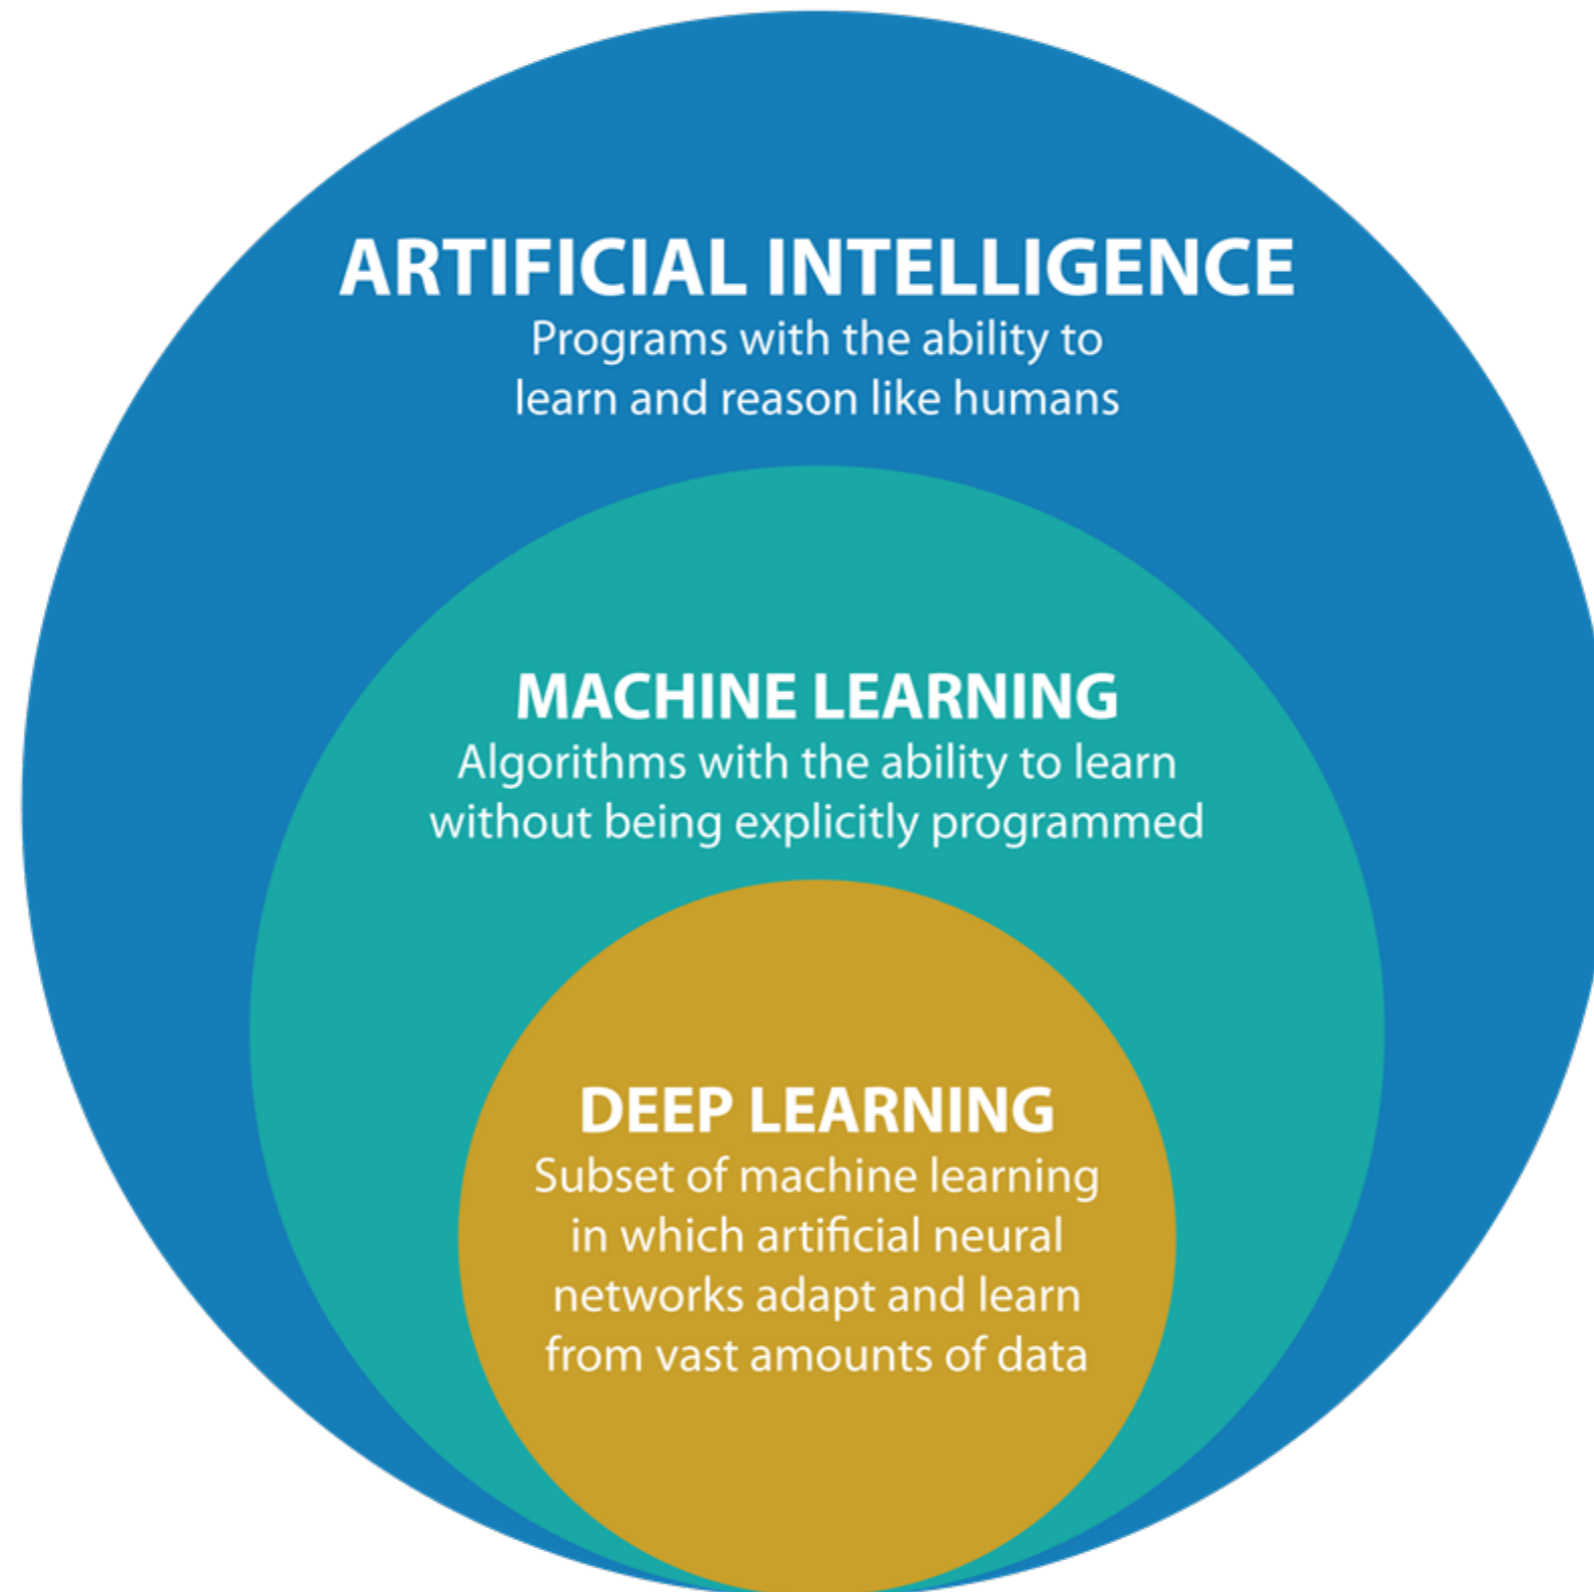 ARTIFICIAL INTELLIGENCE
Programs with the ability to
learn and reason like humans
MACHINE LEARNING
Algorithms with the ability to learn
without being explicitly programmed
DEEP LEARNING
Subset of machine learning
in which artificial neural
networks adapt and learn
from vast amounts of data